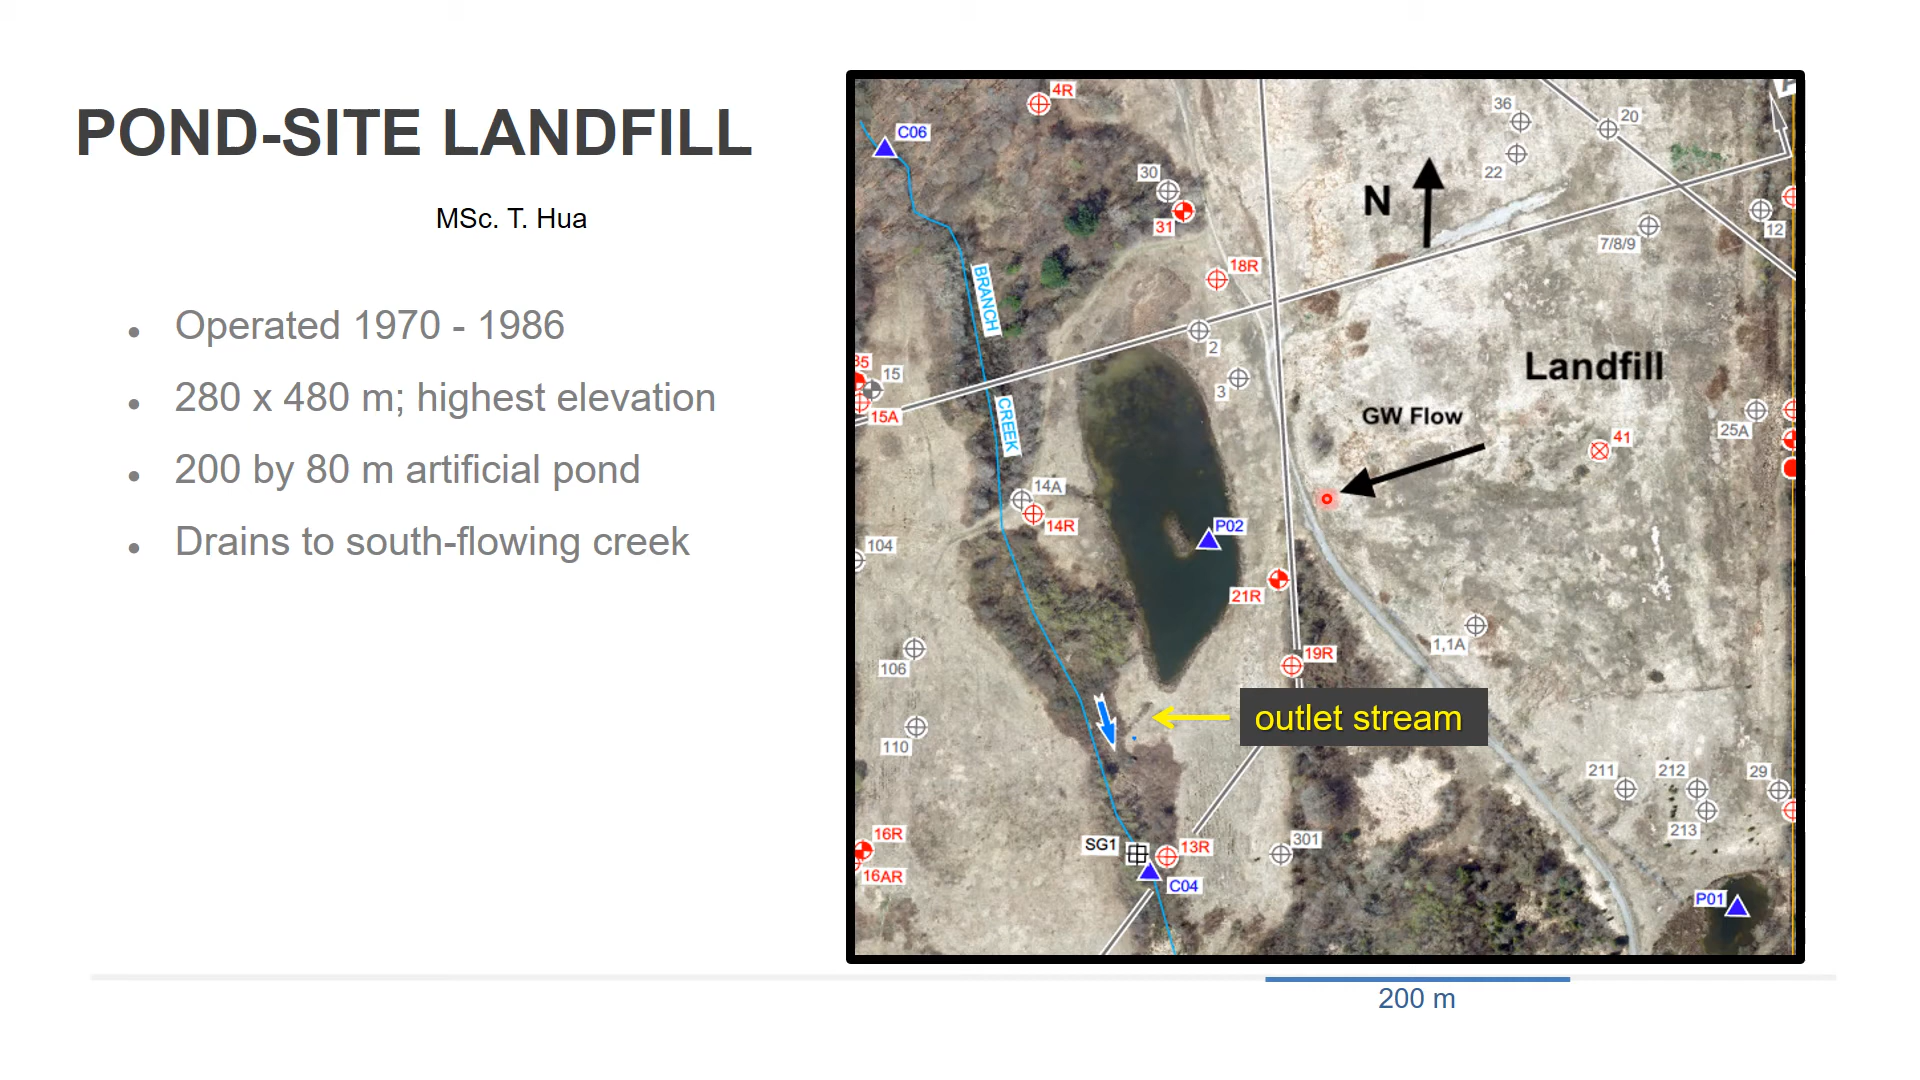 POND-SITE LANDFILL
MSc. T. Hua
Operated 1970 - 1986
280 x 480 m; highest elevation
200 by 80 m artificial pond
Drains to south-flowing creek
4R
C06
36
20
30
22
31
N
12
7/8/9
18R
BRANCH
2
Landfill
15
3
15A
CREEK
GW Flow
25A
41
14A
14R
P02
104
21R
1,1A
19R
106
outlet stream
110
211
212
29
213
16R
SG1
13R
301
16AR
C04
P01
200 m